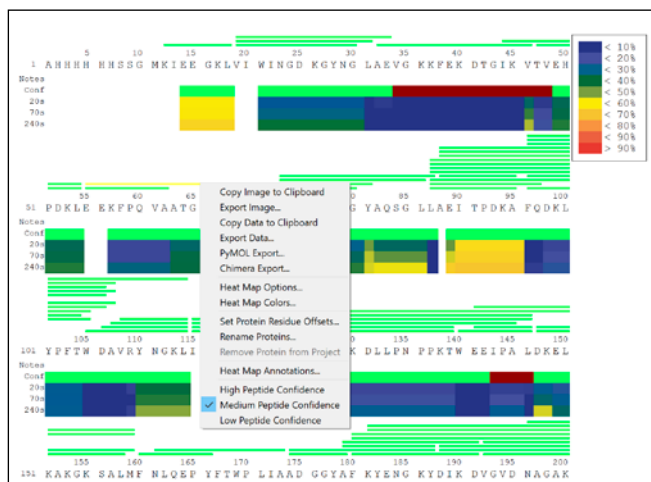 5 10 15 20 25 30 35 40 45 50
1 AHHHH HHSSG MKIEE GKLVI WINGD KGYNG LAEVG KKFEK DTGIK VTVEH
Notes
Conf
20s
70s
240s
< 10%
< 20%
< 30%
< 40%
< 50%
< 60%
< 70%
< 80%
< 90%
> 90%
55 60 65 85 90 95 100
51 PDKLE EKFPQ VAATG G YAQSG LLAEI TPDKA FQDKL
Notes
Conf
20s
70s
240s
Copy Image to Clipboard
Export Image...
Copy Data to Clipboard
Export Data...
PyMOL Export...
Chimera Export...
Heat Map Options...
Heat Map Colors...
Set Protein Residue Offsets...
Rename Proteins...
Remove Protein from Project
Heat Map Annotations...
High Peptide Confidence
Medium Peptide Confidence
Low Peptide Confidence
105 110 115 135 140 145 150
101 YPFTW DAVRY NGKLI K DLLPN PPKTW EEIPA LDKEL
Notes
Conf
20s
70s
240s
155 160 165 170 175 180 185 190 195 200
151 KAKGK SALMF NLQEP YFTWP LIAAD GGYAF KYENG KYDIK DVGVD NAGAK